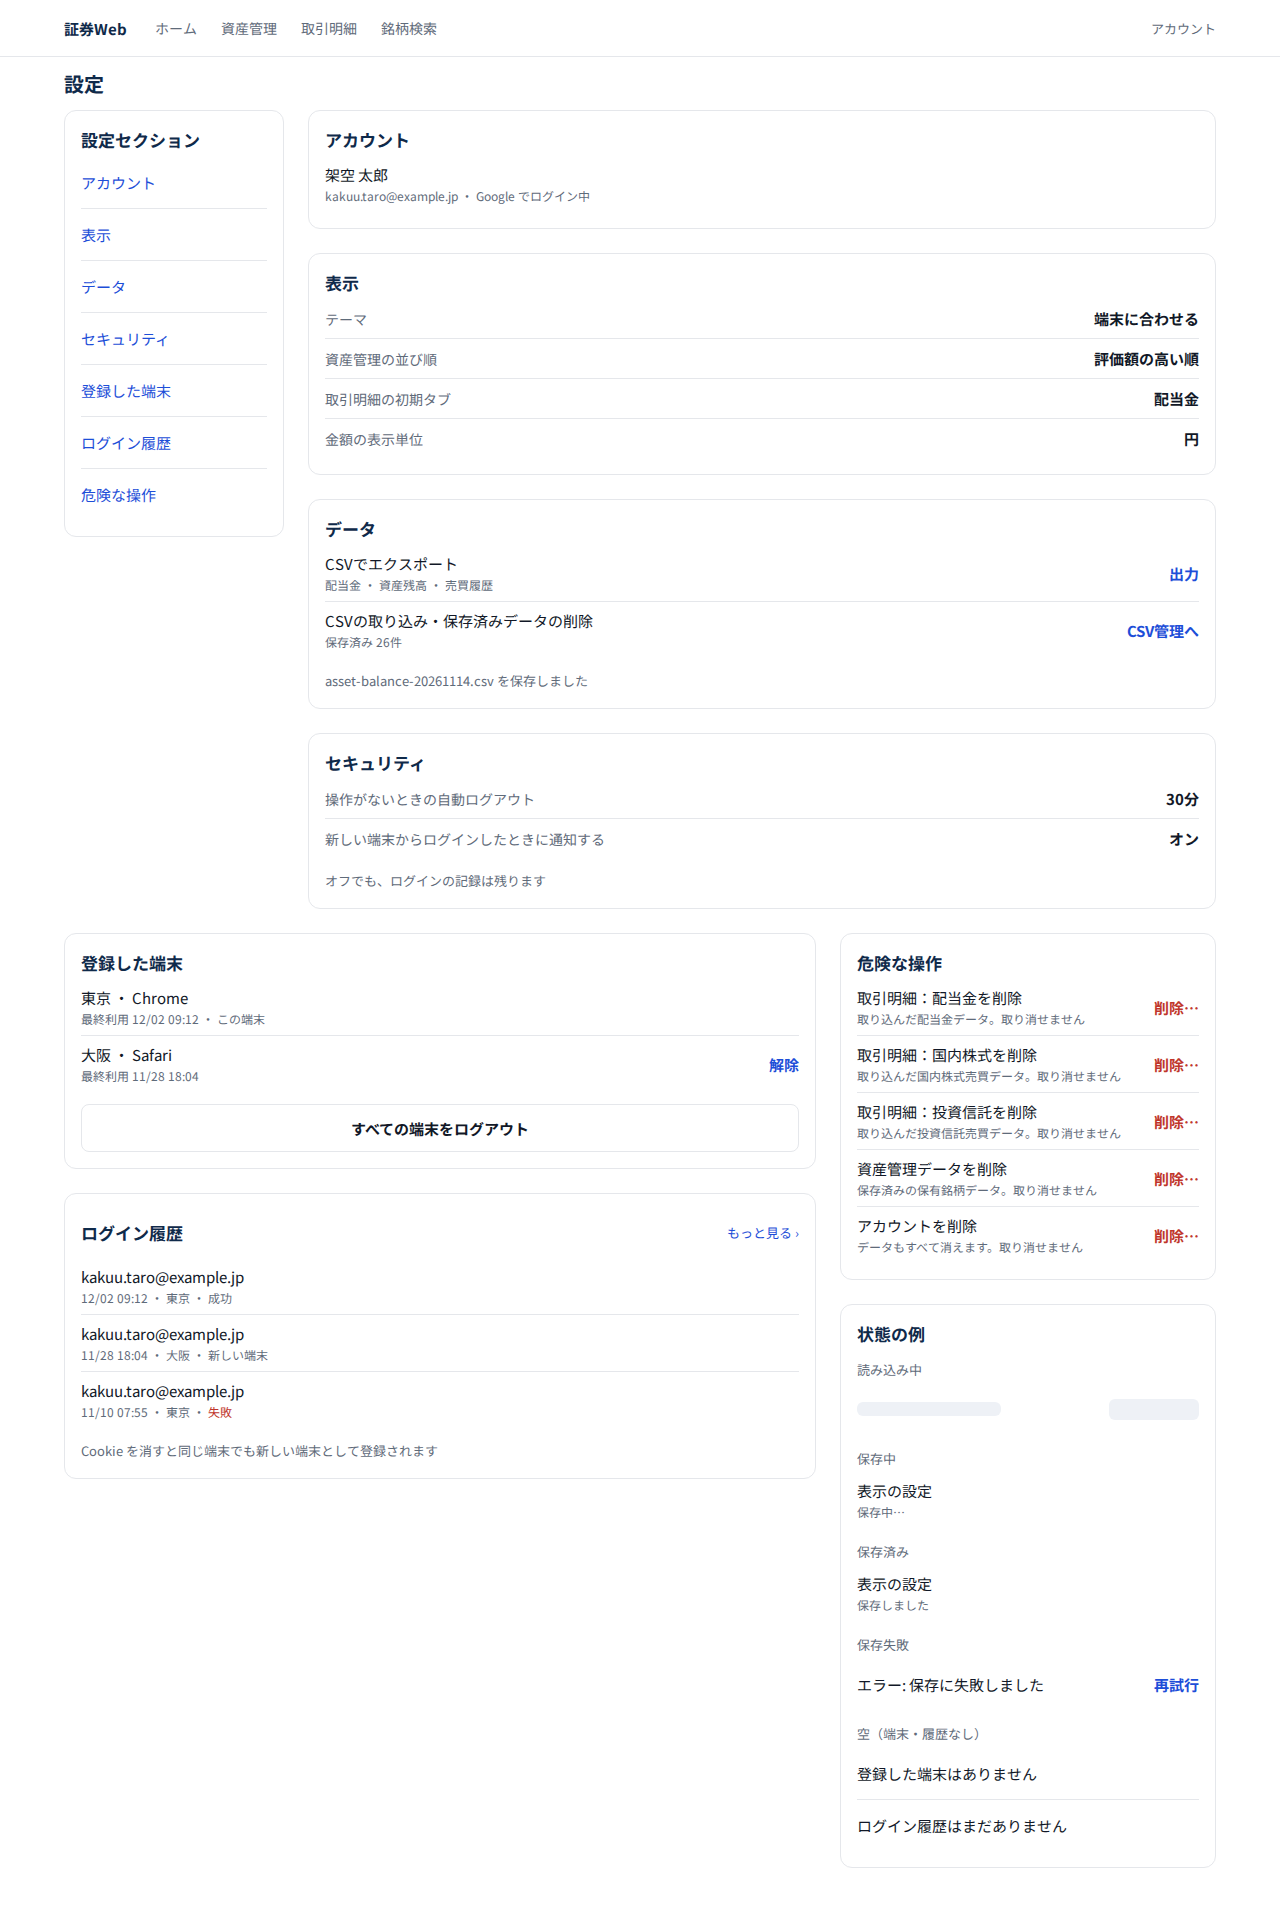 証券Web ホーム 資産管理 取引明細 銘柄検索 アカウント
設定
設定セクション
アカウント
表示
データ
セキュリティ
登録した端末
ログイン履歴
危険な操作
アカウント
架空 太郎
kakuu.taro@example.jp ・ Google でログイン中
表示
テーマ 端末に合わせる
資産管理の並び順 評価額の高い順
取引明細の初期タブ 配当金
金額の表示単位 円
データ
CSVでエクスポート
配当金 ・ 資産残高 ・ 売買履歴
出力
CSVの取り込み・保存済みデータの削除
保存済み 26件
CSV管理へ
asset-balance-20261114.csv を保存しました
セキュリティ
操作がないときの自動ログアウト 30分
新しい端末からログインしたときに通知する オン
オフでも、ログインの記録は残ります
登録した端末
東京 ・ Chrome
最終利用 12/02 09:12 ・ この端末
大阪 ・ Safari
最終利用 11/28 18:04
解除
すべての端末をログアウト
ログイン履歴 もっと見る ›
kakuu.taro@example.jp
12/02 09:12 ・ 東京 ・ 成功
kakuu.taro@example.jp
11/28 18:04 ・ 大阪 ・ 新しい端末
kakuu.taro@example.jp
11/10 07:55 ・ 東京 ・ 失敗
Cookie を消すと同じ端末でも新しい端末として登録されます
危険な操作
取引明細：配当金を削除
取り込んだ配当金データ。取り消せません
削除…
取引明細：国内株式を削除
取り込んだ国内株式売買データ。取り消せません
削除…
取引明細：投資信託を削除
取り込んだ投資信託売買データ。取り消せません
削除…
資産管理データを削除
保存済みの保有銘柄データ。取り消せません
削除…
アカウントを削除
データもすべて消えます。取り消せません
削除…
状態の例
読み込み中
保存中
表示の設定
保存中…
保存済み
表示の設定
保存しました
保存失敗
エラー: 保存に失敗しました 再試行
空（端末・履歴なし）
登録した端末はありません
ログイン履歴はまだありません